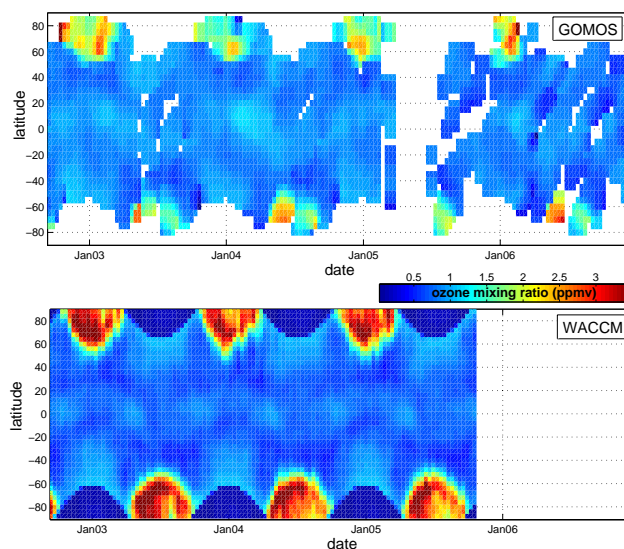 80
60
40
20
0
−20
−40
−60
−80
latitude
GOMOS
Jan03 Jan04 Jan05 Jan06
date
0.5 1 1.5 2 2.5 3
ozone mixing ratio (ppmv)
80
60
40
20
0
−20
−40
−60
−80
latitude
WACCM
Jan03 Jan04 Jan05 Jan06
date